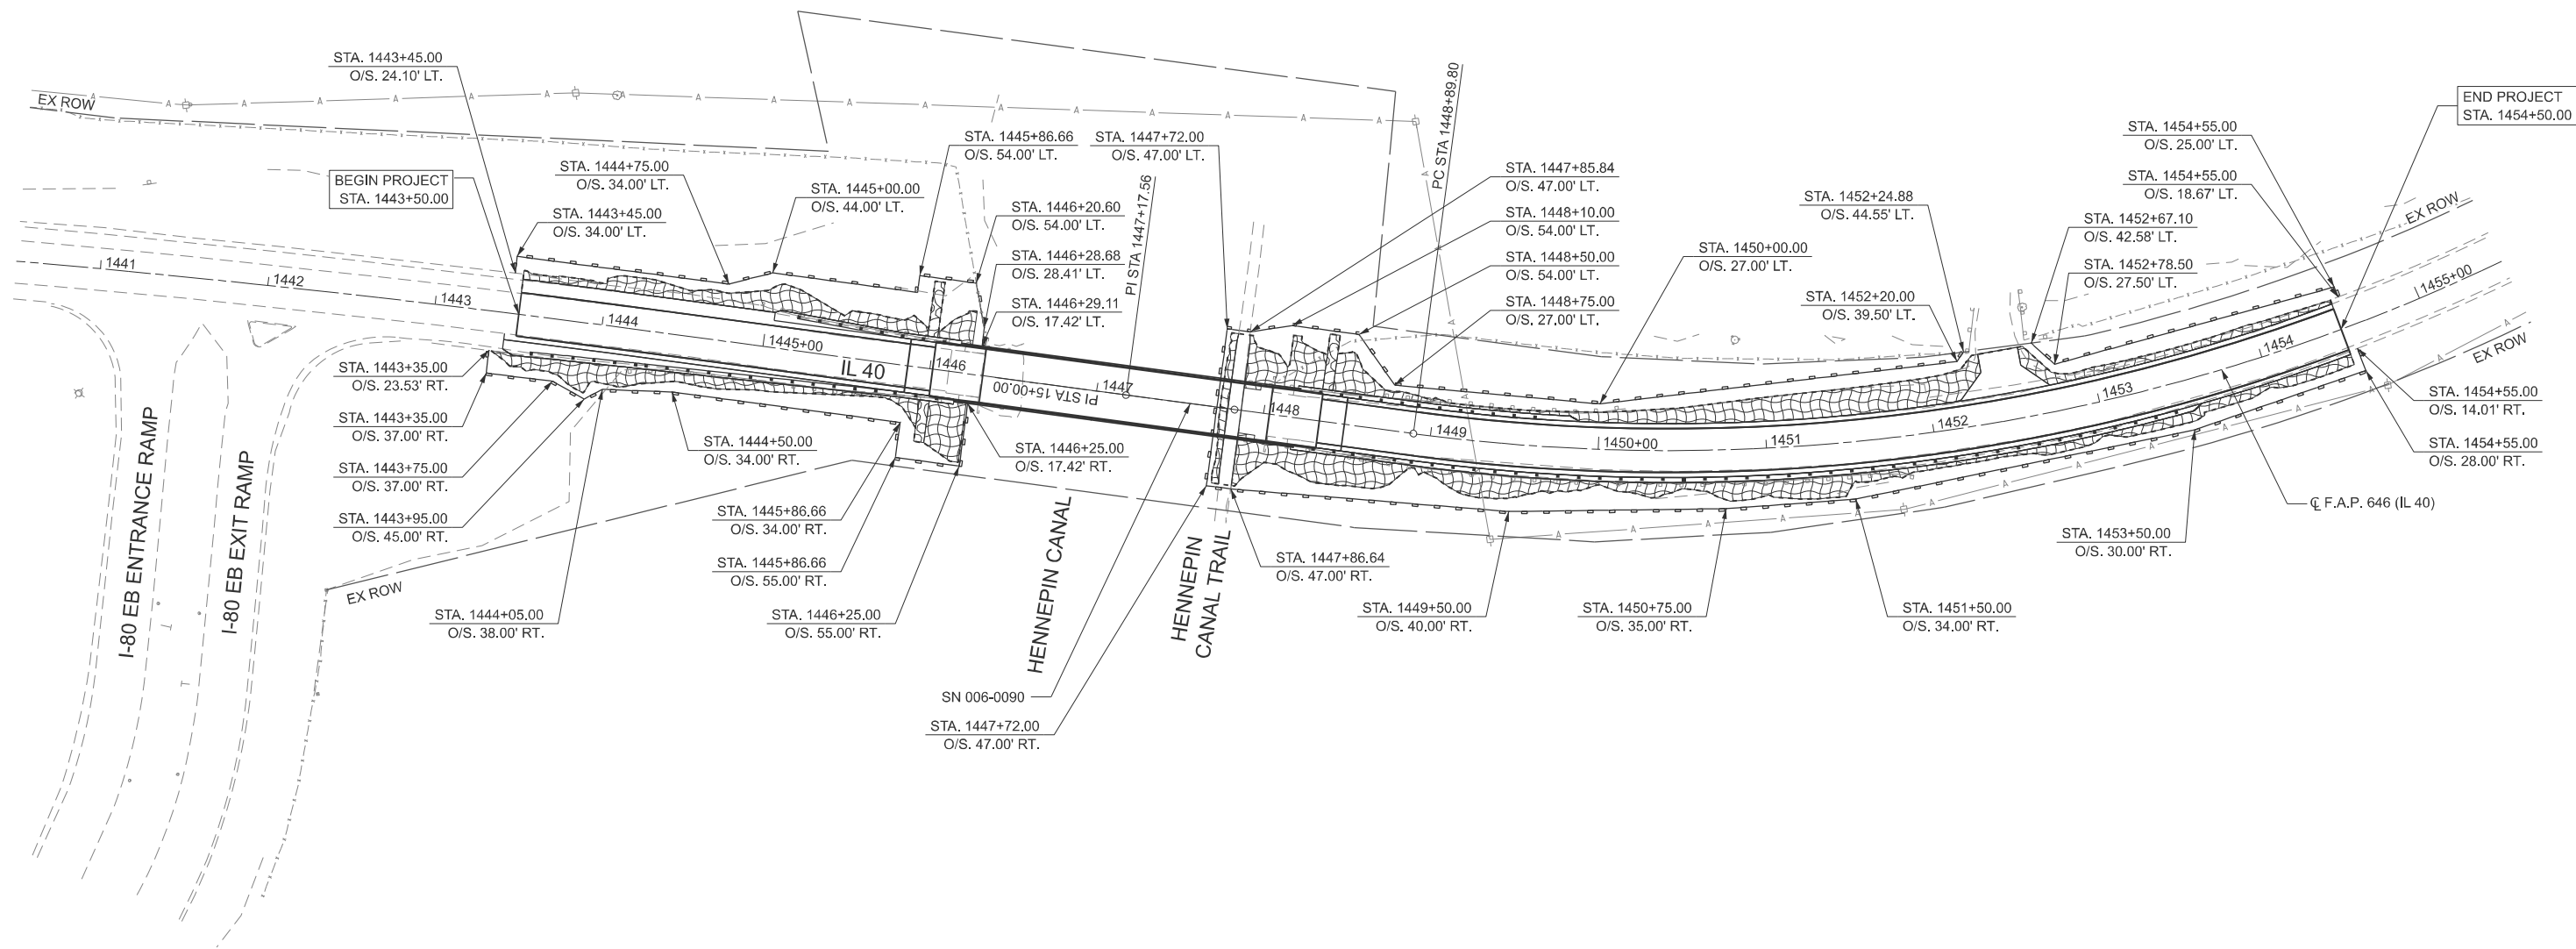 STA. 1443+45.00
O/S. 24.10' LT.
EX ROW
BEGIN PROJECT
STA. 1443+50.00
STA. 1443+45.00
O/S. 34.00' LT.
STA. 1444+75.00
O/S. 34.00' LT.
STA. 1445+00.00
O/S. 44.00' LT.
STA. 1445+86.66
O/S. 54.00' LT.
STA. 1446+20.60
O/S. 54.00' LT.
STA. 1446+28.68
O/S. 28.41' LT.
STA. 1446+29.11
O/S. 17.42' LT.
STA. 1447+72.00
O/S. 47.00' LT.
PI STA 1447+17.56
PC STA 1448+89.80
STA. 1447+85.84
O/S. 47.00' LT.
STA. 1448+10.00
O/S. 54.00' LT.
STA. 1448+50.00
O/S. 54.00' LT.
STA. 1448+75.00
O/S. 27.00' LT.
STA. 1450+00.00
O/S. 27.00' LT.
STA. 1452+24.88
O/S. 44.55' LT.
STA. 1452+20.00
O/S. 39.50' LT.
STA. 1452+67.10
O/S. 42.58' LT.
STA. 1452+78.50
O/S. 27.50' LT.
STA. 1454+55.00
O/S. 25.00' LT.
STA. 1454+55.00
O/S. 18.67' LT.
END PROJECT
STA. 1454+50.00
EX ROW
1441
1442
1443
1444
1445+00
IL 40
1446
1447
PI STA 15+00.00
1448
1449
1450+00
1451
1452
1453
1454
1455+00
EX ROW
STA. 1443+35.00
O/S. 23.53' RT.
STA. 1443+35.00
O/S. 37.00' RT.
STA. 1443+75.00
O/S. 37.00' RT.
STA. 1443+95.00
O/S. 45.00' RT.
STA. 1444+05.00
O/S. 38.00' RT.
STA. 1444+50.00
O/S. 34.00' RT.
STA. 1445+86.66
O/S. 34.00' RT.
STA. 1445+86.66
O/S. 55.00' RT.
STA. 1446+25.00
O/S. 55.00' RT.
STA. 1446+25.00
O/S. 17.42' RT.
EX ROW
I-80 EB ENTRANCE RAMP
I-80 EB EXIT RAMP
HENNEPIN CANAL
HENNEPIN
CANAL TRAIL
SN 006-0090
STA. 1447+72.00
O/S. 47.00' RT.
STA. 1447+86.64
O/S. 47.00' RT.
STA. 1449+50.00
O/S. 40.00' RT.
STA. 1450+75.00
O/S. 35.00' RT.
STA. 1451+50.00
O/S. 34.00' RT.
STA. 1453+50.00
O/S. 30.00' RT.
℄ F.A.P. 646 (IL 40)
STA. 1454+55.00
O/S. 14.01' RT.
STA. 1454+55.00
O/S. 28.00' RT.